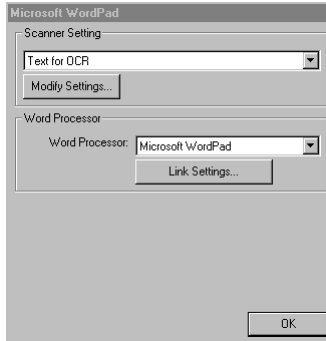 Microsoft WordPad
Scanner Setting
Text for OCR
Modify Settings...
Word Processor
Word Processor: Microsoft WordPad
Link Settings...
OK